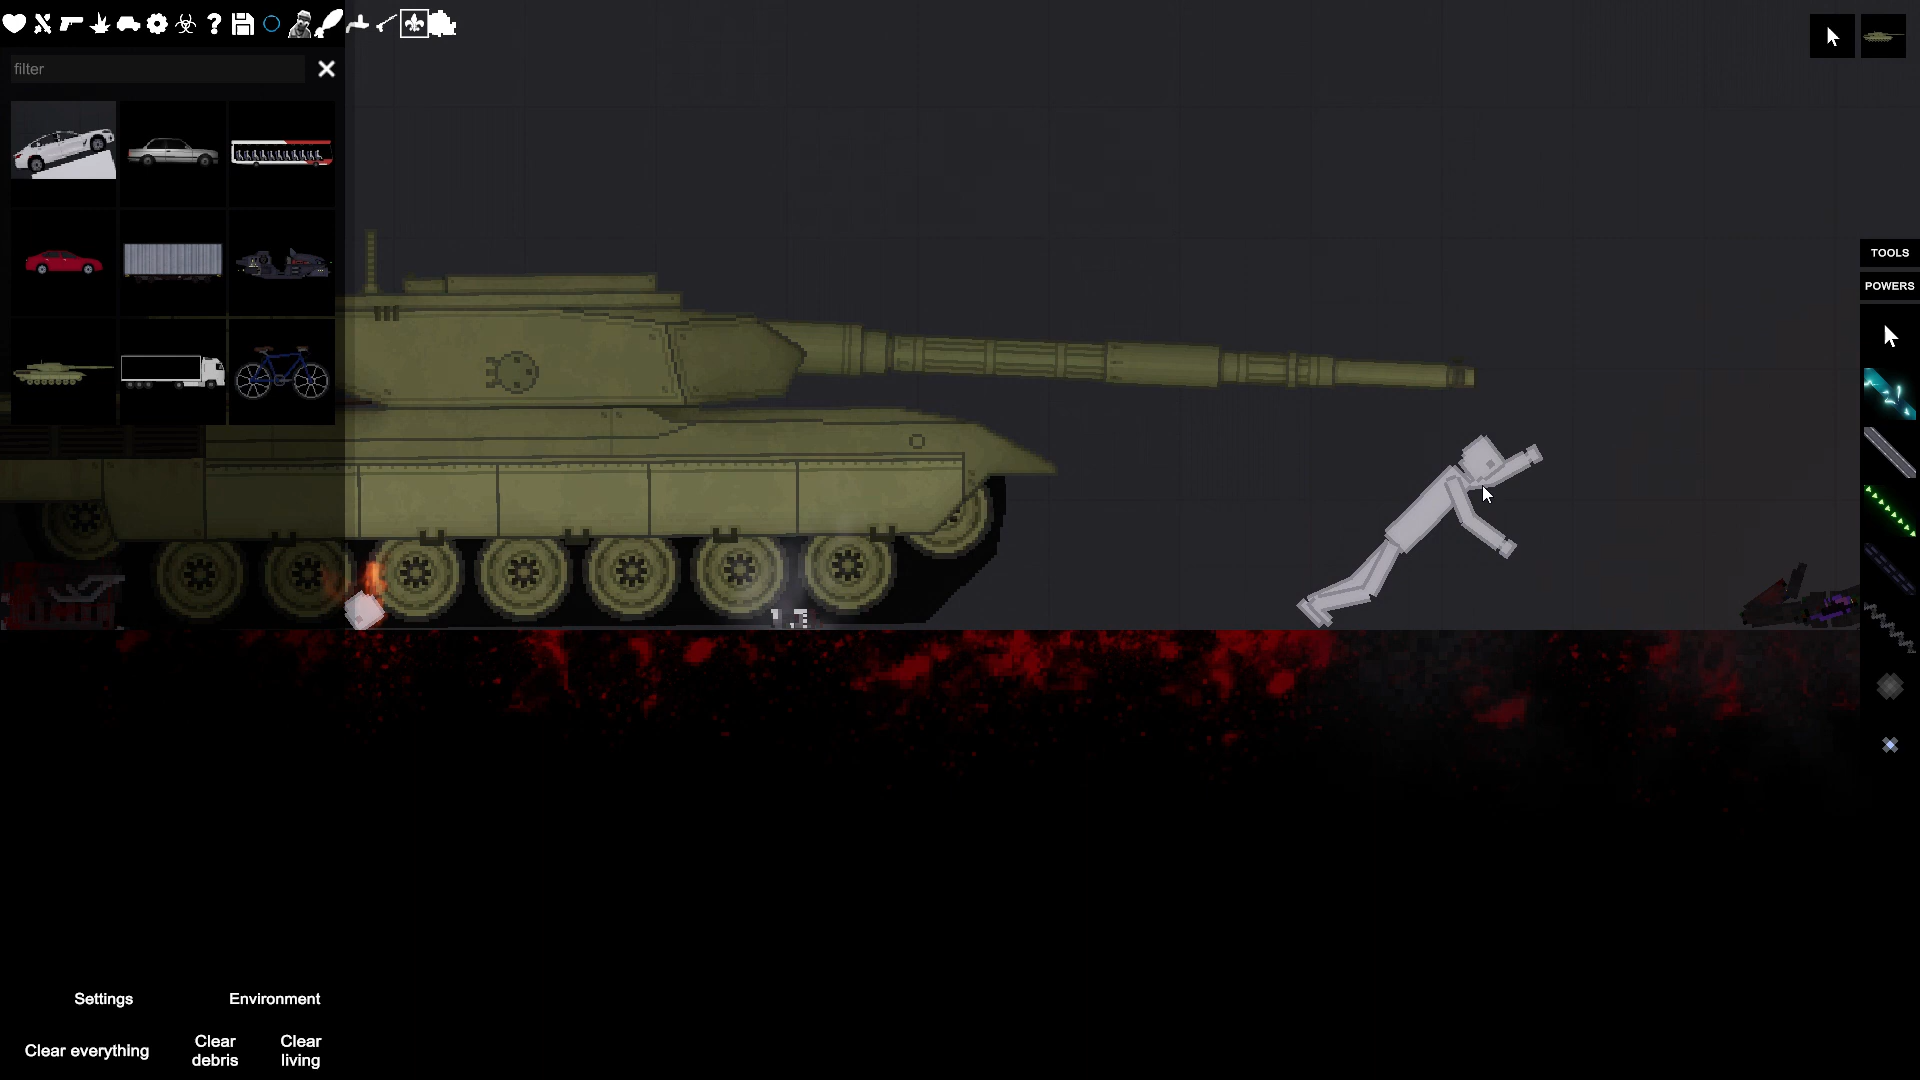 filter
TOOLS
POWERS
Settings
Environment
Clear everything
Clear
debris
Clear
living